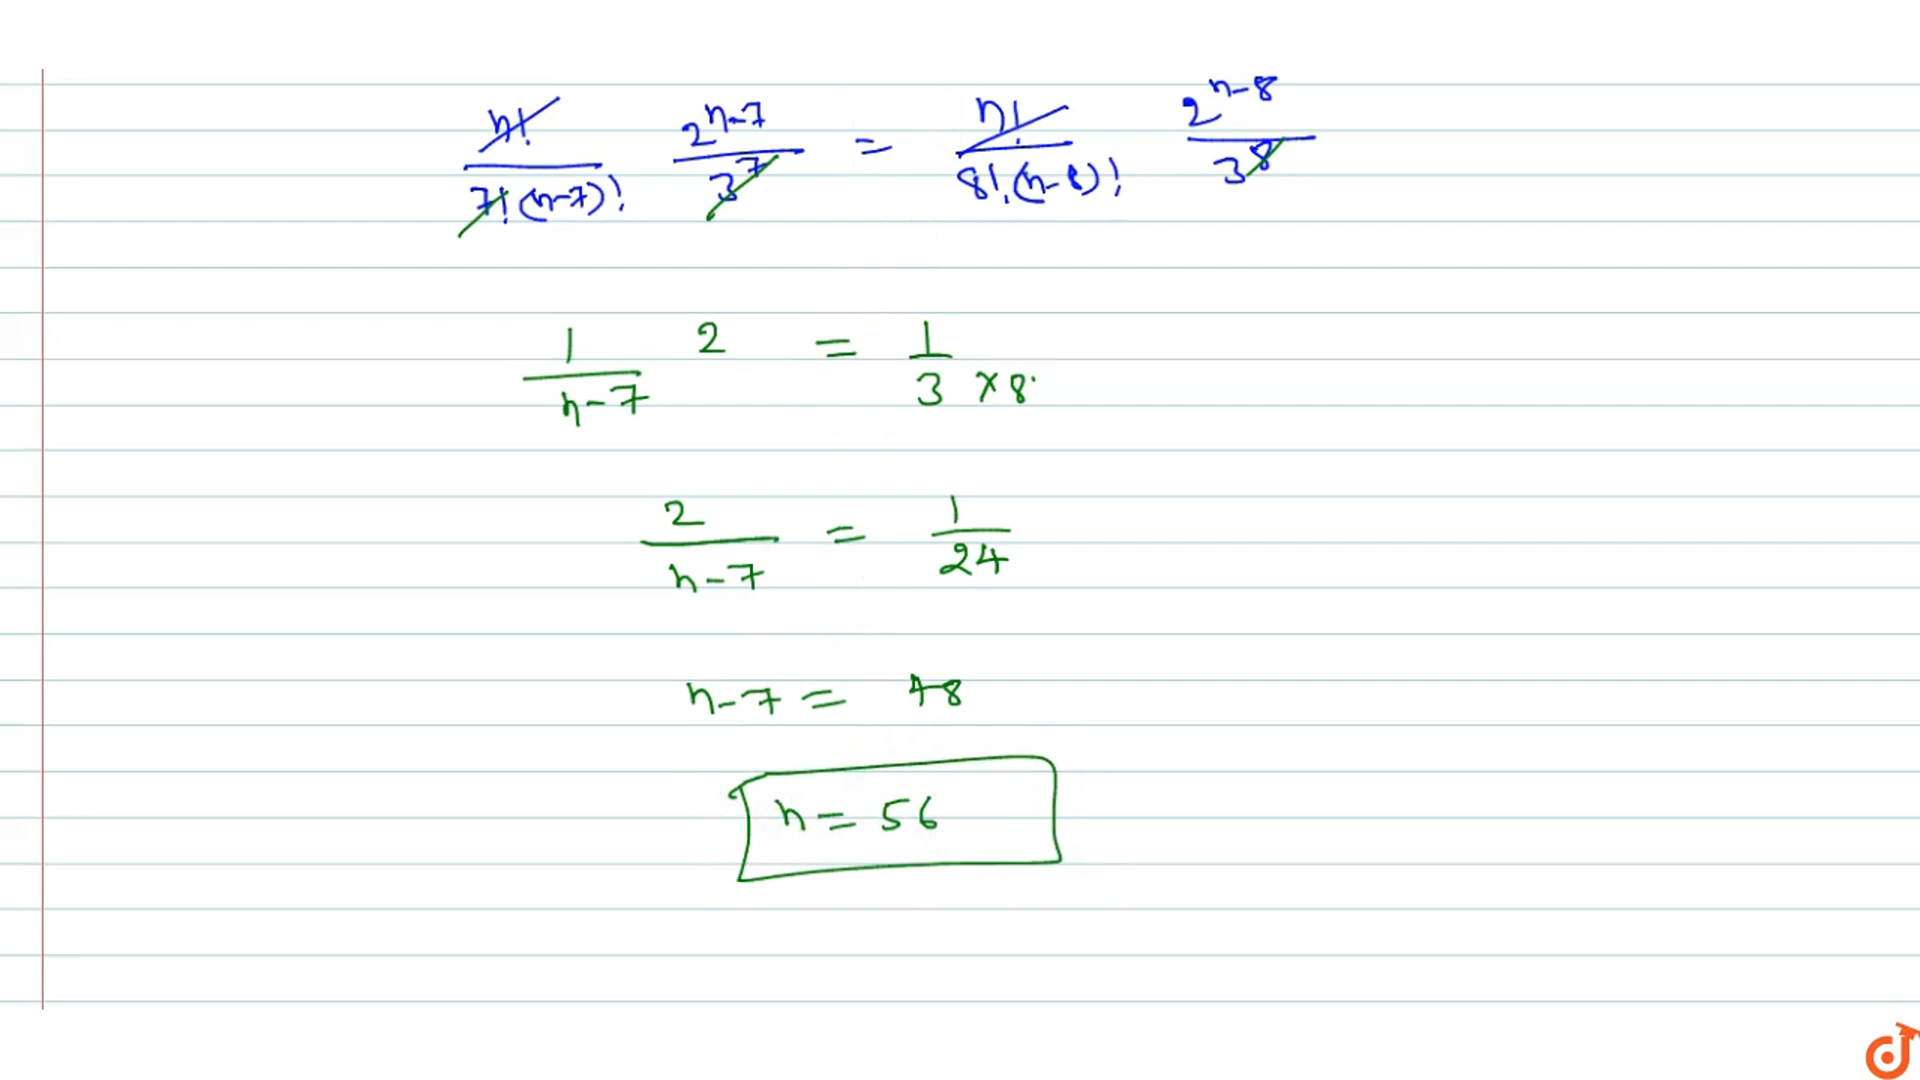 n!/(7!(n-7)!) 2^(n-7)/3^7 = n!/(8!(n-8)!) 2^(n-8)/3^8
1/(n-7) 2 = 1/(3×8)
2/(n-7) = 1/24
n-7 = 48
n = 56